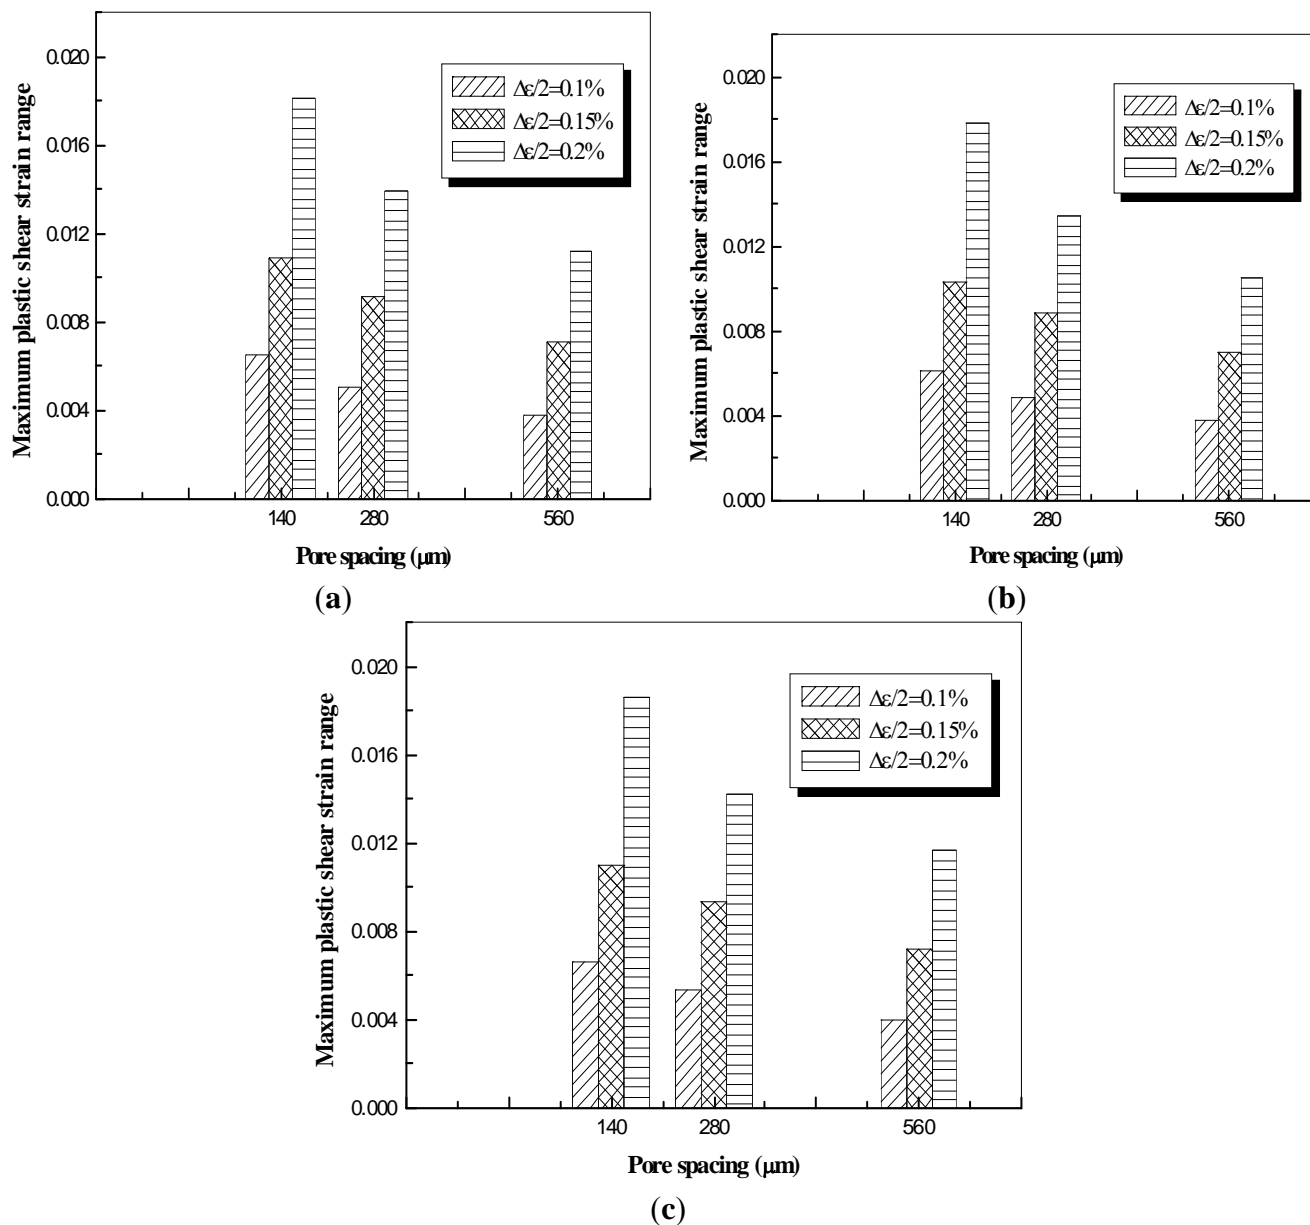 Maximum plastic shear strain range
0.020
0.016
0.012
0.008
0.004
0.000
Δε/2=0.1%
Δε/2=0.15%
Δε/2=0.2%
140 280 560
Pore spacing (μm)
(a)
Maximum plastic shear strain range
0.020
0.016
0.012
0.008
0.004
0.000
Δε/2=0.1%
Δε/2=0.15%
Δε/2=0.2%
140 280 560
Pore spacing (μm)
(b)
Maximum plastic shear strain range
0.020
0.016
0.012
0.008
0.004
0.000
Δε/2=0.1%
Δε/2=0.15%
Δε/2=0.2%
140 280 560
Pore spacing (μm)
(c)